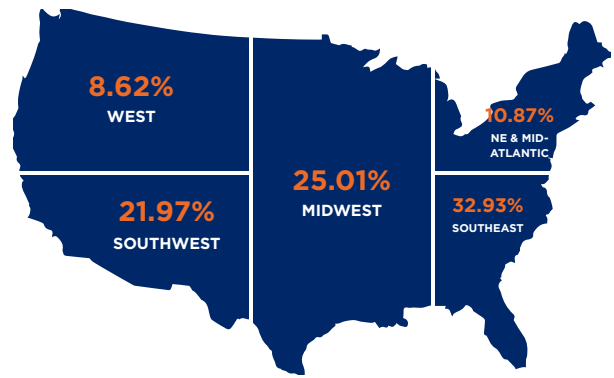 8.62%
WEST
10.87%
NE & MID-
ATLANTIC
25.01%
MIDWEST
21.97%
SOUTHWEST
32.93%
SOUTHEAST